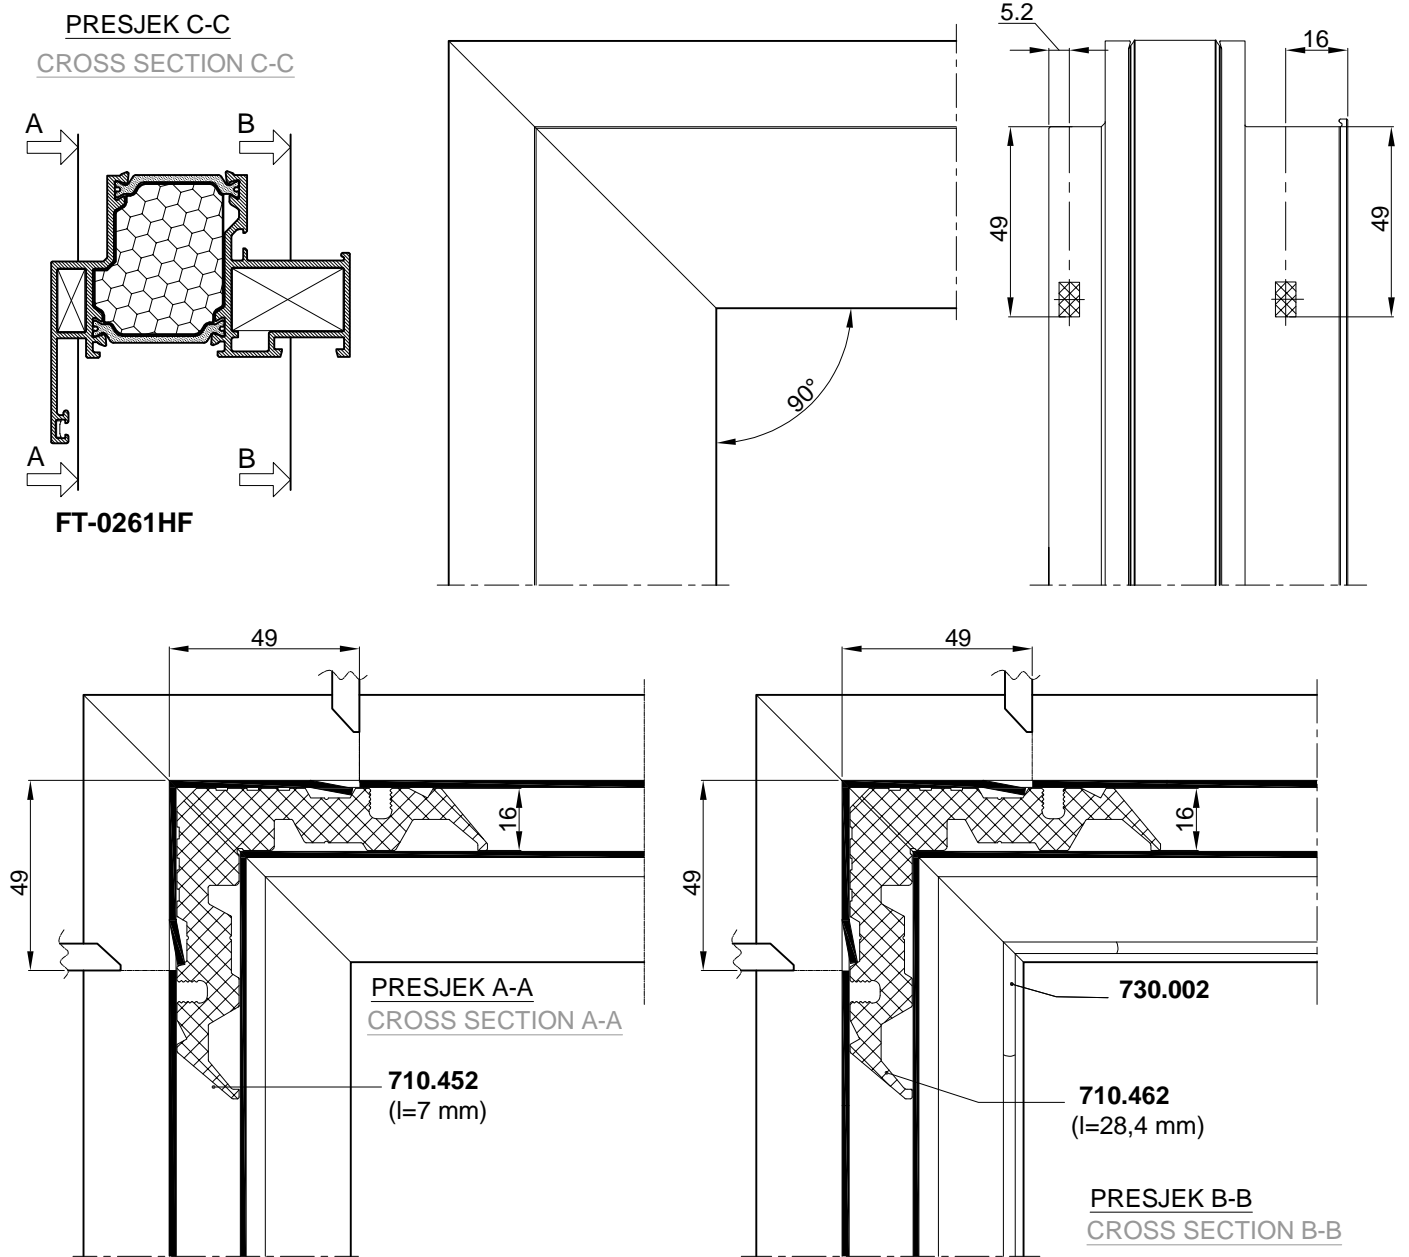 PRESJEK C-C
CROSS SECTION C-C
A
B
A
B
FT-0261HF
90°
5.2
16
49
49
49
49
16
PRESJEK A-A
CROSS SECTION A-A
710.452
(l=7 mm)
49
49
16
730.002
710.462
(l=28,4 mm)
PRESJEK B-B
CROSS SECTION B-B